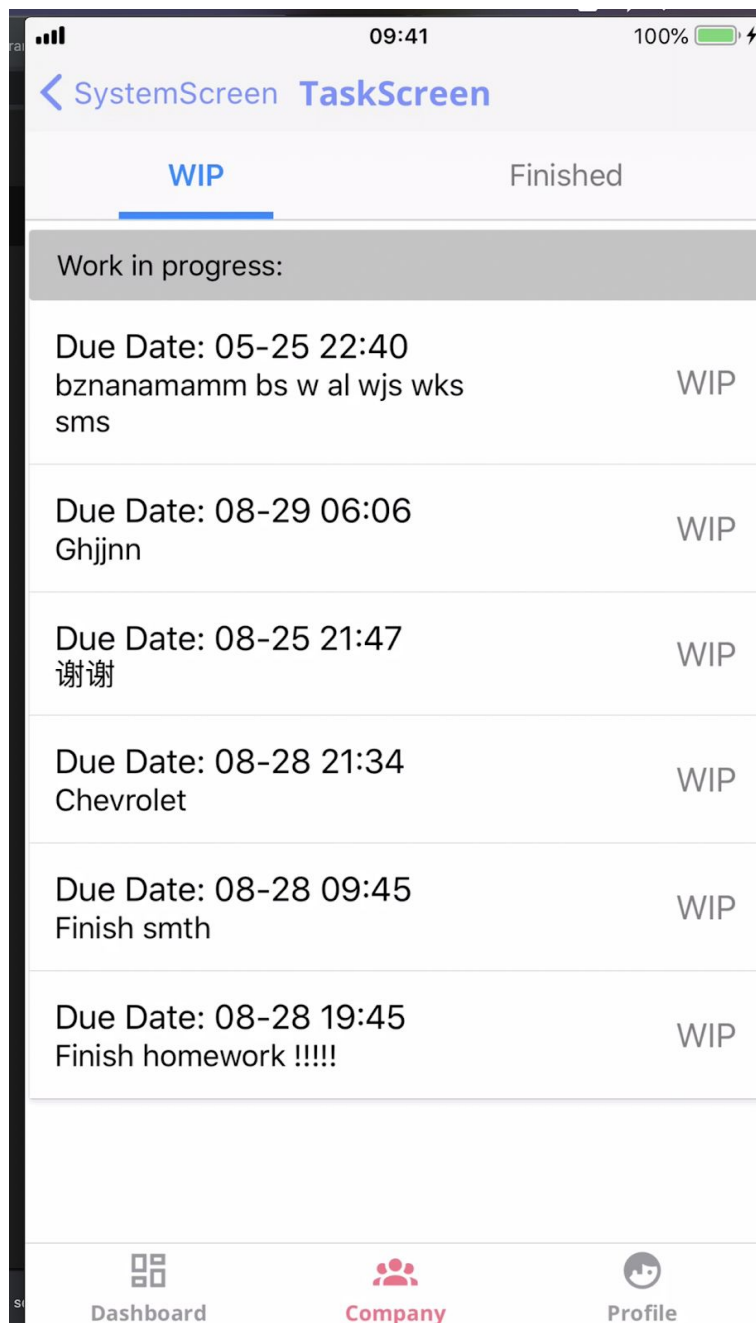 09:41
100%
SystemScreen TaskScreen
WIP Finished
Work in progress:
Due Date: 05-25 22:40
bznanamamm bs w al wjs wks
sms
WIP
Due Date: 08-29 06:06
Ghjjnn
WIP
Due Date: 08-25 21:47
谢谢
WIP
Due Date: 08-28 21:34
Chevrolet
WIP
Due Date: 08-28 09:45
Finish smth
WIP
Due Date: 08-28 19:45
Finish homework !!!!!
WIP
Dashboard Company Profile